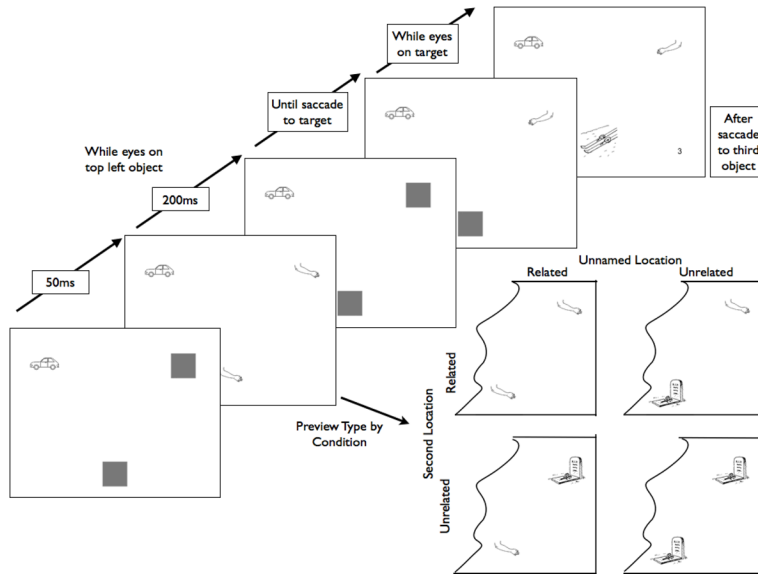 While eyes
on target
Until saccade
to target
While eyes on
top left object
200ms
50ms
3
After
saccade
to third
object
Unnamed Location
Related
Unrelated
Second Location
Related
Unrelated
Preview Type by
Condition